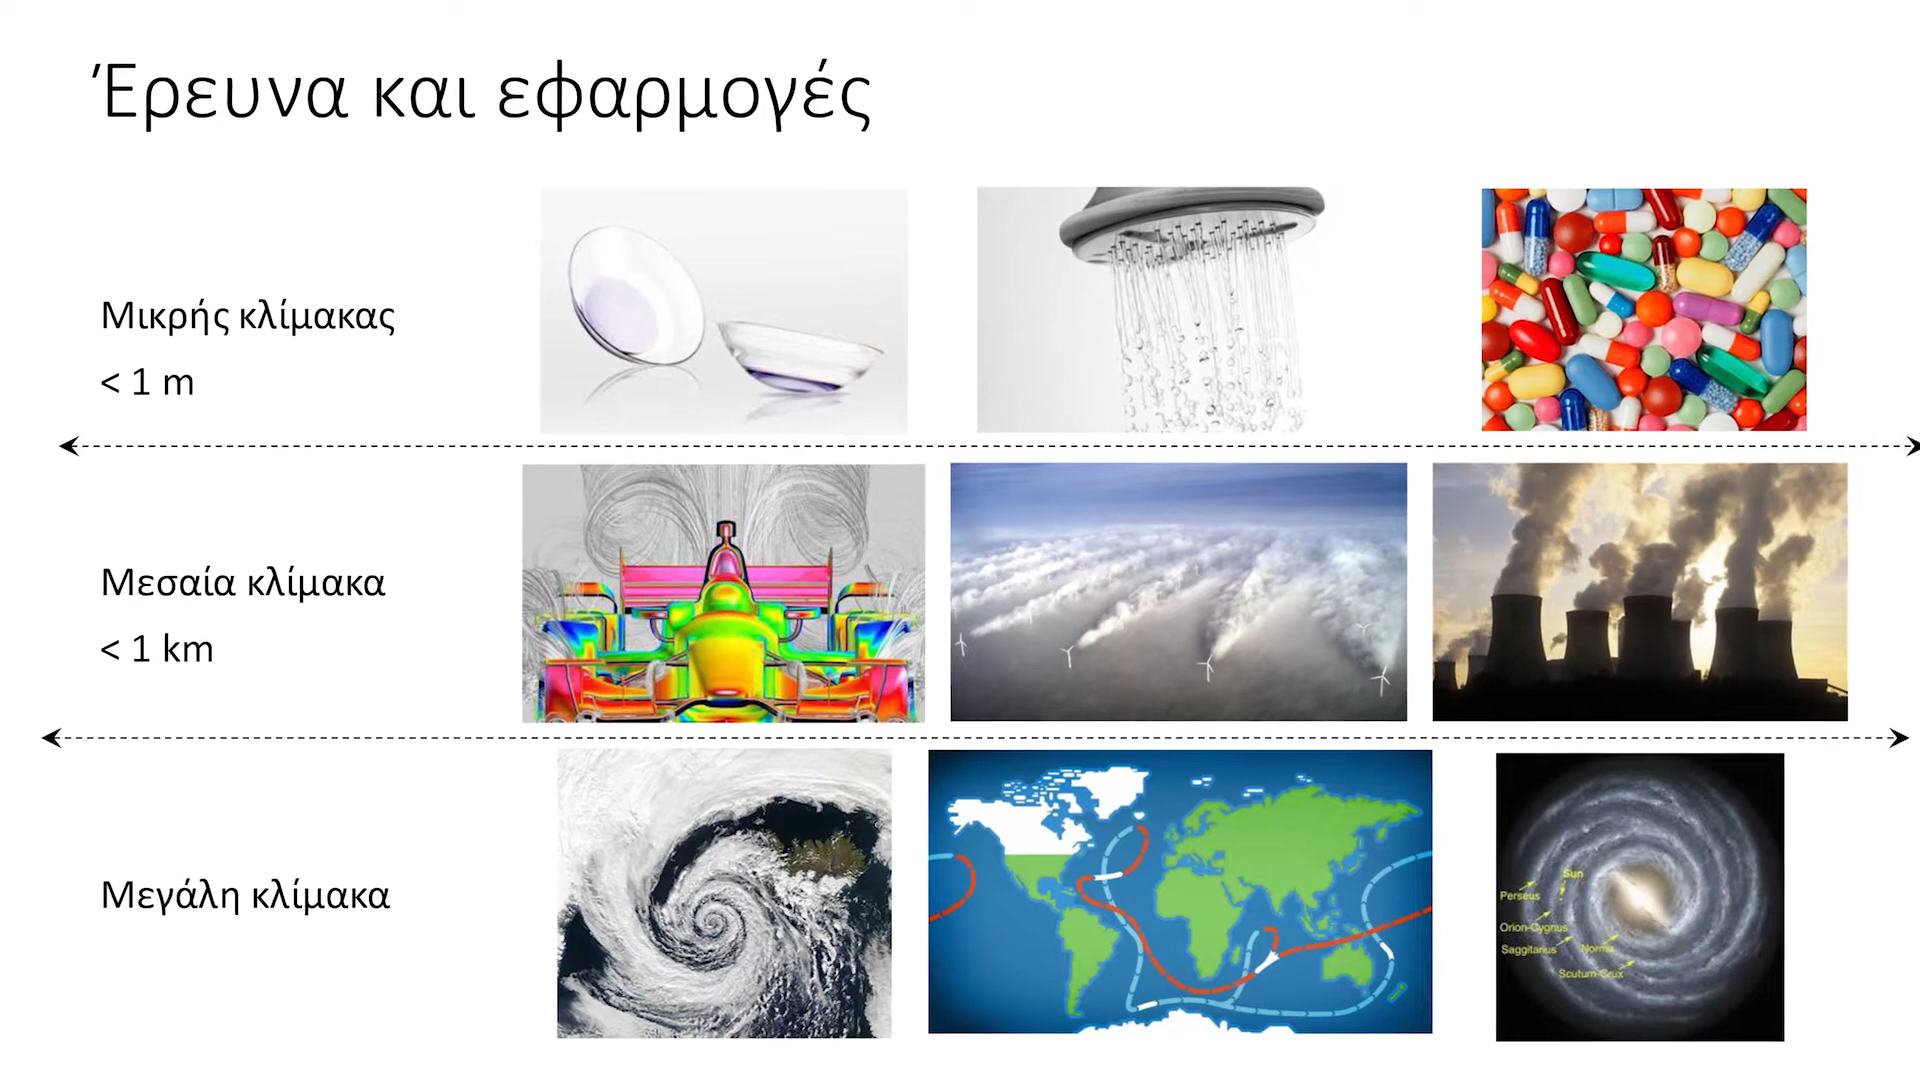 Έρευνα και εφαρμογές
Μικρής κλίμακας
< 1 m
Μεσαία κλίμακα
< 1 km
Μεγάλη κλίμακα
Sun
Perseus
Orion-Cygnus
Saggitarius
Norma
Scutum-Crux